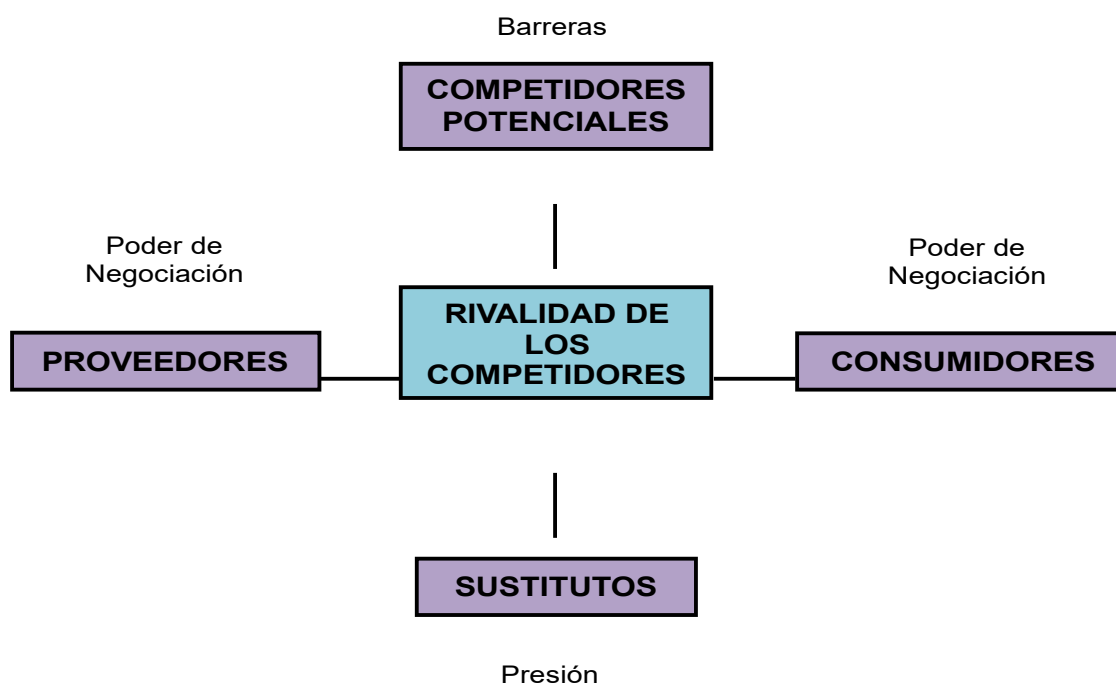 Barreras
COMPETIDORES
POTENCIALES
Poder de
Negociación
Poder de
Negociación
RIVALIDAD DE
LOS
COMPETIDORES
PROVEEDORES
CONSUMIDORES
SUSTITUTOS
Presión